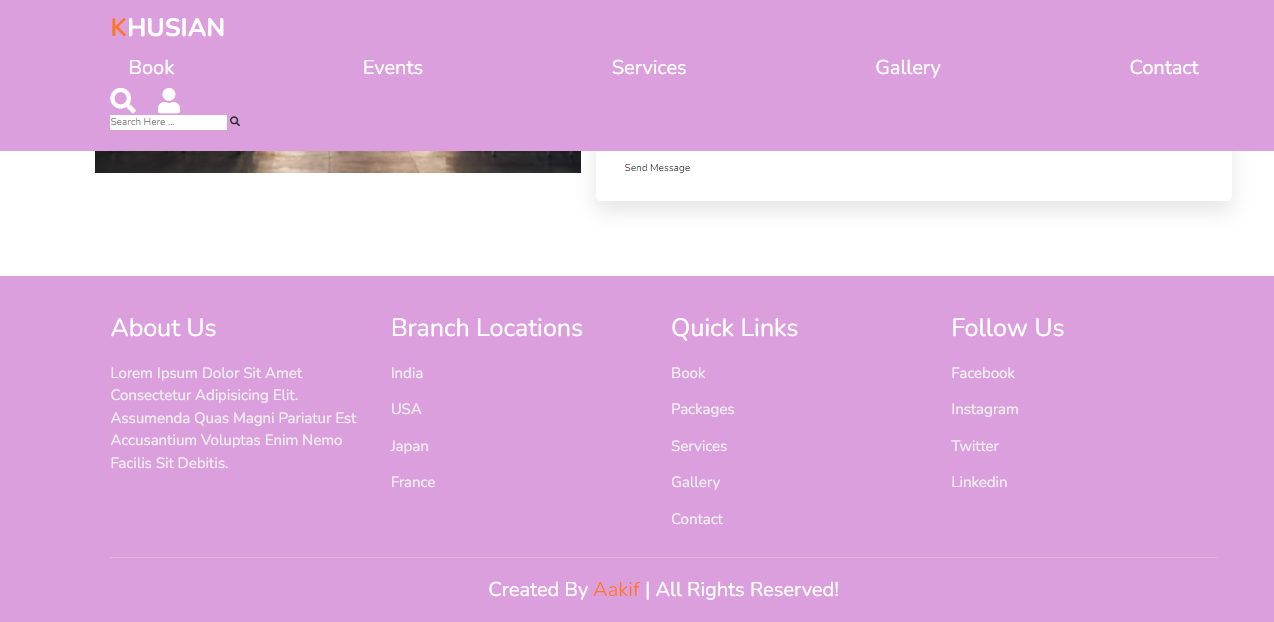 KHUSIAN
Book Events Services Gallery Contact
Search Here ...
Send Message
About Us
Lorem Ipsum Dolor Sit Amet
Consectetur Adipisicing Elit.
Assumenda Quas Magni Pariatur Est
Accusantium Voluptas Enim Nemo
Facilis Sit Debitis.
Branch Locations
India
USA
Japan
France
Quick Links
Book
Packages
Services
Gallery
Contact
Follow Us
Facebook
Instagram
Twitter
Linkedin
Created By Aakif | All Rights Reserved!